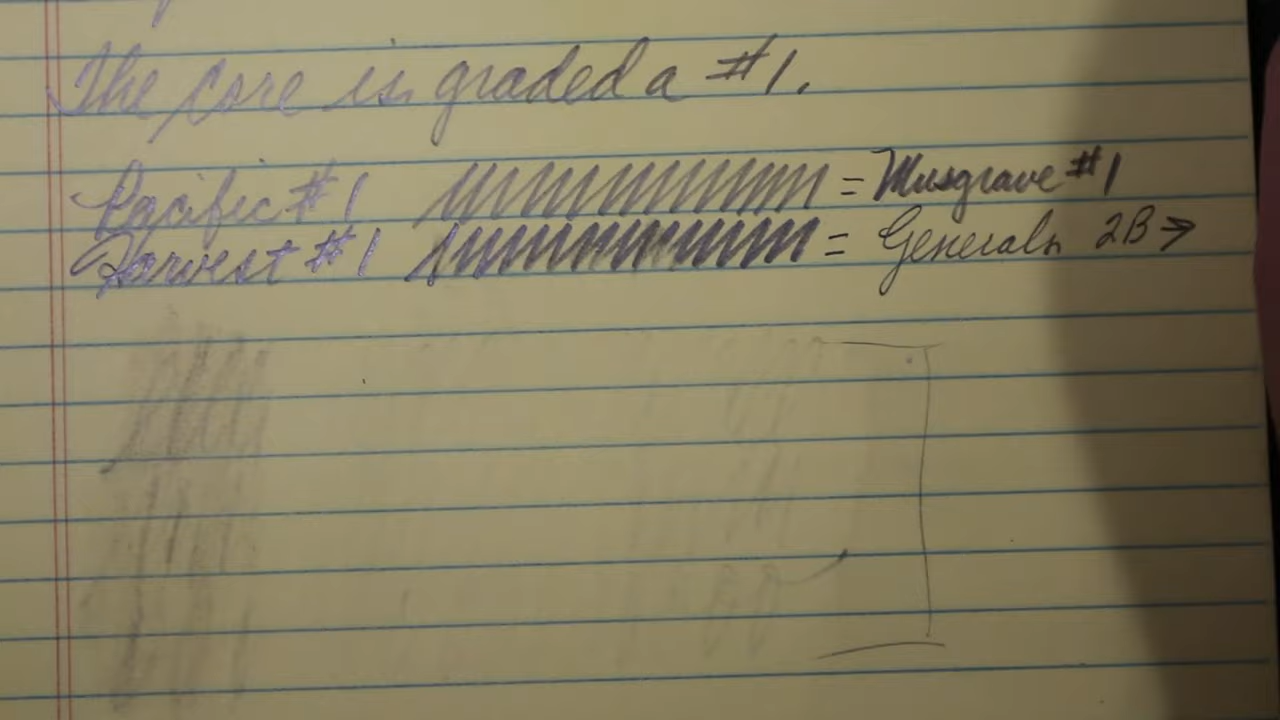 The core is graded a #1.
Pacific #1 = Musgrave #1
Harvest #1 = Generals 2B →